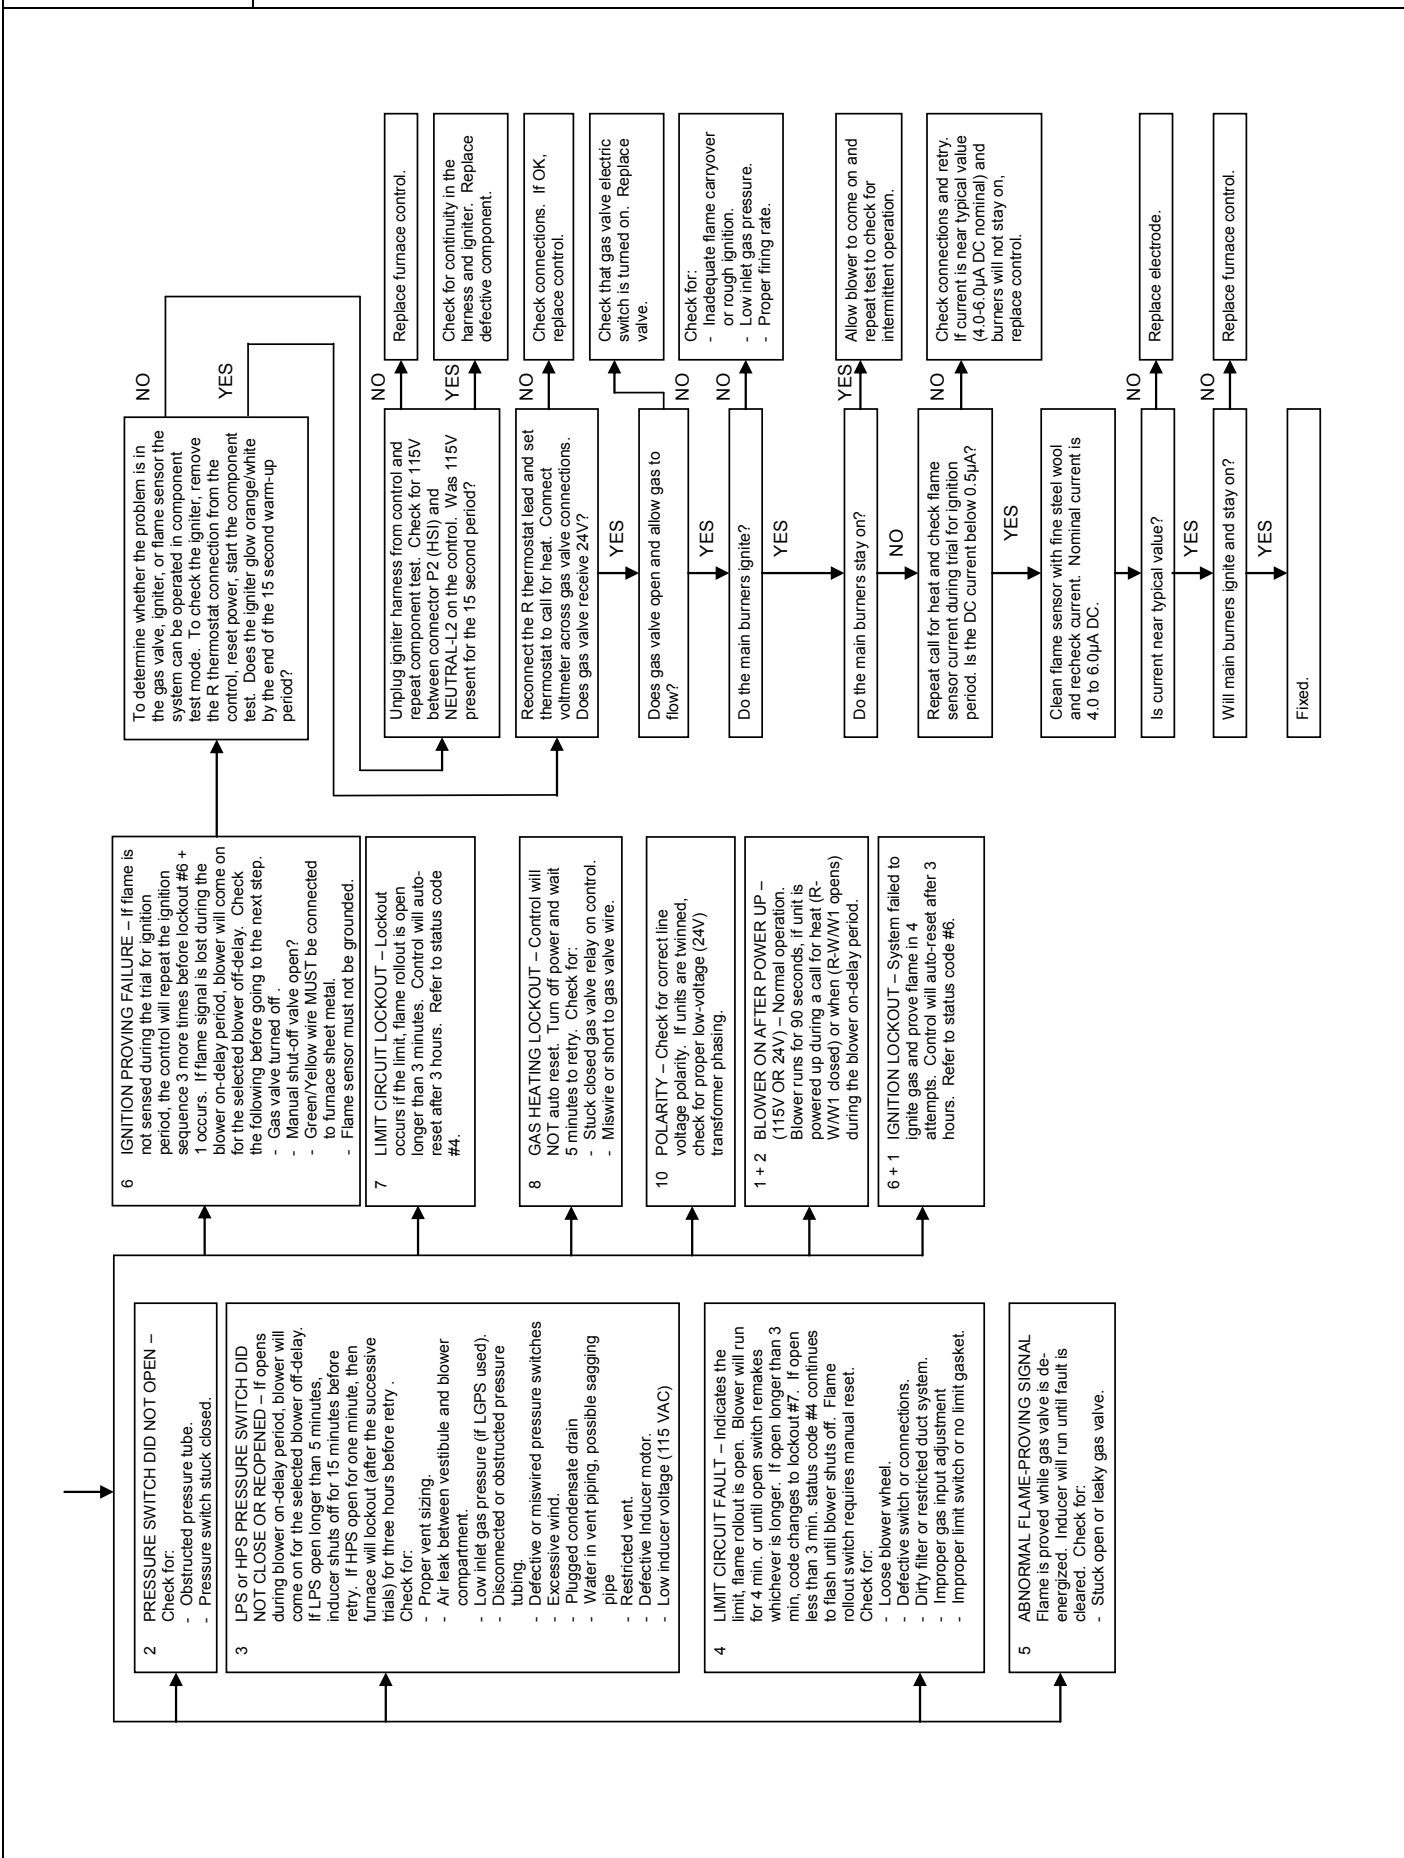 2 PRESSURE SWITCH DID NOT OPEN –
Check for:
- Obstructed pressure tube.
- Pressure switch stuck closed.
3 LPS or HPS PRESSURE SWITCH DID
NOT CLOSE OR REOPENED – If opens
during blower on-delay period, blower will
come on for the selected blower off-delay.
If LPS open longer than 5 minutes,
inducer shuts off for 15 minutes before
retry. If HPS open for one minute, then
furnace will lockout (after the successive
trials) for three hours before retry .
Check for:
- Proper vent sizing.
- Air leak between vestibule and blower
compartment.
- Low inlet gas pressure (if LGPS used).
- Disconnected or obstructed pressure
tubing.
- Defective or miswired pressure switches
- Excessive wind.
- Plugged condensate drain
- Water in vent piping, possible sagging
pipe
- Restricted vent.
- Defective Inducer motor.
- Low inducer voltage (115 VAC)
4 LIMIT CIRCUIT FAULT – Indicates the
limit, flame rollout is open. Blower will run
for 4 min. or until open switch remakes
whichever is longer. If open longer than 3
min, code changes to lockout #7. If open
less than 3 min. status code #4 continues
to flash until blower shuts off. Flame
rollout switch requires manual reset.
Check for:
- Loose blower wheel.
- Defective switch or connections.
- Dirty filter or restricted duct system.
- Improper gas input adjustment
- Improper limit switch or no limit gasket.
5 ABNORMAL FLAME-PROVING SIGNAL
Flame is proved while gas valve is de-
energized. Inducer will run until fault is
cleared. Check for:
- Stuck open or leaky gas valve.
6 IGNITION PROVING FAILURE – If flame is
not sensed during the trial for ignition
period, the control will repeat the ignition
sequence 3 more times before lockout #6 +
1 occurs. If flame signal is lost during the
blower on-delay period, blower will come on
for the selected blower off-delay. Check
the following before going to the next step.
- Gas valve turned off .
- Manual shut-off valve open?
- Green/Yellow wire MUST be connected
to furnace sheet metal.
- Flame sensor must not be grounded.
7 LIMIT CIRCUIT LOCKOUT – Lockout
occurs if the limit, flame rollout is open
longer than 3 minutes. Control will auto-
reset after 3 hours. Refer to status code
#4.
8 GAS HEATING LOCKOUT – Control will
NOT auto reset. Turn off power and wait
5 minutes to retry. Check for:
- Stuck closed gas valve relay on control.
- Miswire or short to gas valve wire.
10 POLARITY – Check for correct line
voltage polarity. If units are twinned,
check for proper low-voltage (24V)
transformer phasing.
1 + 2 BLOWER ON AFTER POWER UP –
(115V OR 24V) – Normal operation.
Blower runs for 90 seconds, if unit is
powered up during a call for heat (R-
W/W1 closed) or when (R-W/W1 opens)
during the blower on-delay period.
6 + 1 IGNITION LOCKOUT – System failed to
ignite gas and prove flame in 4
attempts. Control will auto-reset after 3
hours. Refer to status code #6.
To determine whether the problem is in
the gas valve, igniter, or flame sensor the
system can be operated in component
test mode. To check the igniter, remove
the R thermostat connection from the
control, reset power, start the component
test. Does the igniter glow orange/white
by the end of the 15 second warm-up
period?
NO
YES
Unplug igniter harness from control and
repeat component test. Check for 115V
between connector P2 (HSI) and
NEUTRAL-L2 on the control. Was 115V
present for the 15 second period?
NO
Replace furnace control.
YES
Check for continuity in the
harness and igniter. Replace
defective component.
Reconnect the R thermostat lead and set
thermostat to call for heat. Connect
voltmeter across gas valve connections.
Does gas valve receive 24V?
NO
Check connections. If OK,
replace control.
YES
Does gas valve open and allow gas to
flow?
NO
Check that gas valve electric
switch is turned on. Replace
valve.
YES
Do the main burners ignite?
NO
Check for:
- Inadequate flame carryover
or rough ignition.
- Low inlet gas pressure.
- Proper firing rate.
YES
Do the main burners stay on?
YES
Allow blower to come on and
repeat test to check for
intermittent operation.
NO
Repeat call for heat and check flame
sensor current during trial for ignition
period. Is the DC current below 0.5µA?
NO
Check connections and retry.
If current is near typical value
(4.0-6.0µA DC nominal) and
burners will not stay on,
replace control.
YES
Clean flame sensor with fine steel wool
and recheck current. Nominal current is
4.0 to 6.0µA DC.
Is current near typical value?
NO
Replace electrode.
YES
Will main burners ignite and stay on?
NO
Replace furnace control.
YES
Fixed.